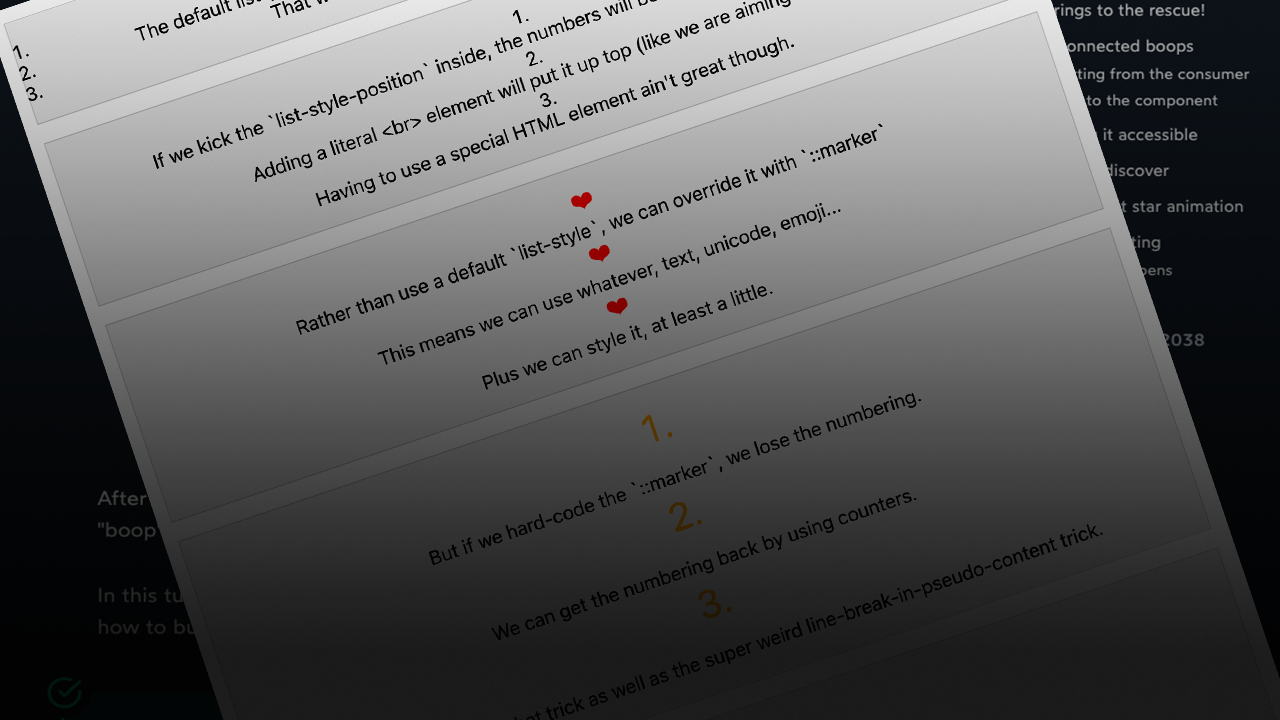 The default list
That w
1.
2.
3.
1.
If we kick the `list-style-position` inside, the numbers will be
2.
Adding a literal <br> element will put it up top (like we are aiming
3.
Having to use a special HTML element ain't great though.
❤
Rather than use a default `list-style`, we can override it with `::marker`
❤
This means we can use whatever, text, unicode, emoji...
❤
Plus we can style it, at least a little.
1.
But if we hard-code the `::marker`, we lose the numbering.
2.
We can get the numbering back by using counters.
3.
trick as well as the super weird line-break-in-pseudo-content trick.
rings to the rescue!
onnected boops
ting from the consumer
to the component
it accessible
discover
t star animation
ting
pens
2038
After
"boop
In this tu
how to bu